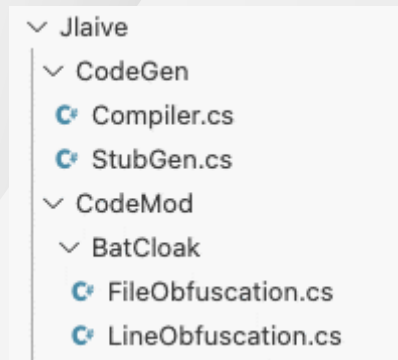 Jlaive
CodeGen
Compiler.cs
StubGen.cs
CodeMod
BatCloak
FileObfuscation.cs
LineObfuscation.cs